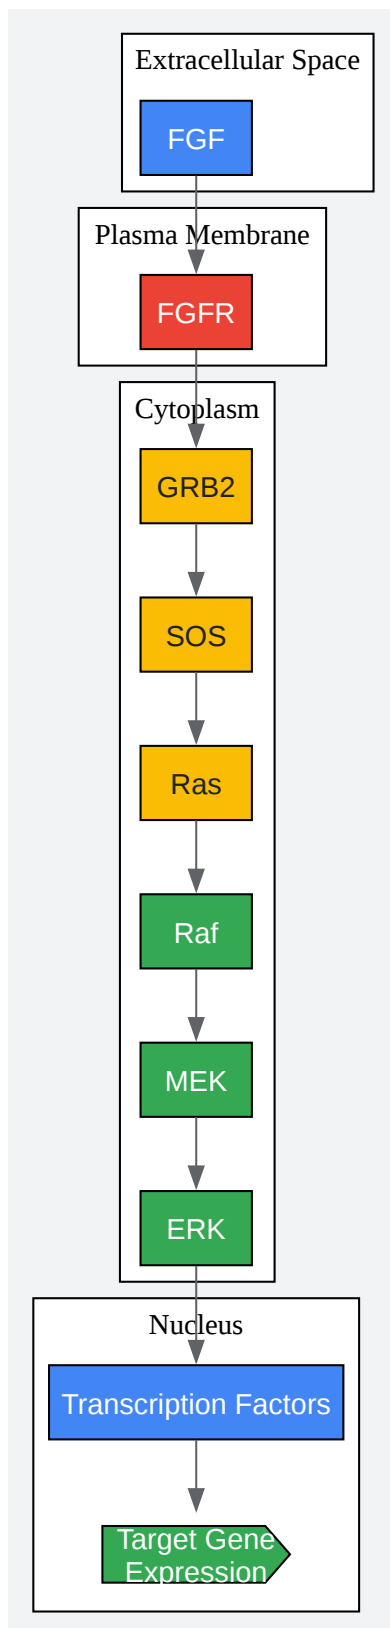 Extracellular Space
FGF
Plasma Membrane
FGFR
Cytoplasm
GRB2
SOS
Ras
Raf
MEK
ERK
Nucleus
Transcription Factors
Target Gene
Expression